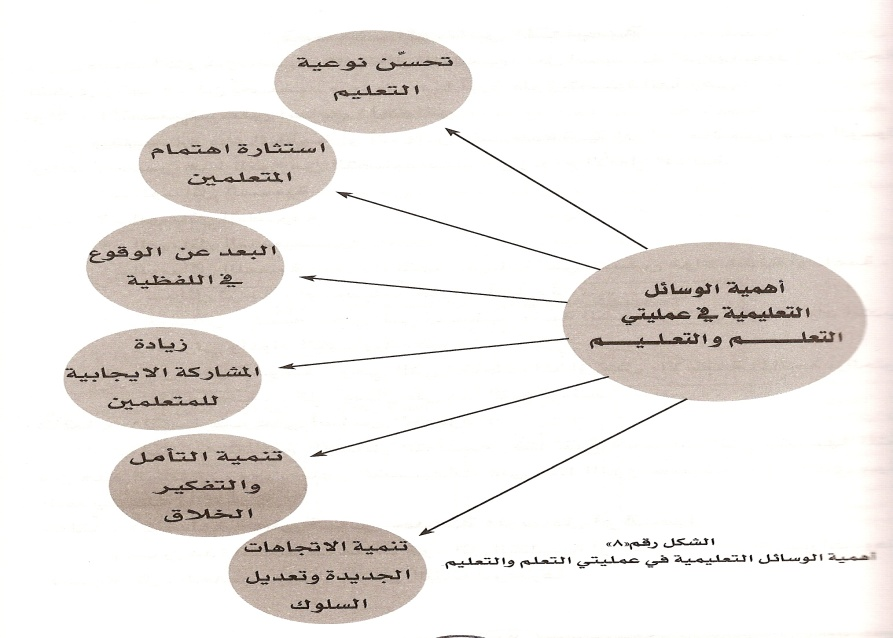 تحسّن نوعية
التعليم
استثارة اهتمام
المتعلمين
البعد عن الوقوع
في اللفظية
زيادة
المشاركة الايجابية
للمتعلمين
تنمية التأمل
والتفكير
الخلاق
تنمية الاتجاهات
الجديدة وتعديل
السلوك
أهمية الوسائل
التعليمية في عمليتي
التعلم والتعليم
الشكل رقم«٨»
أهمية الوسائل التعليمية في عمليتي التعلم والتعليم